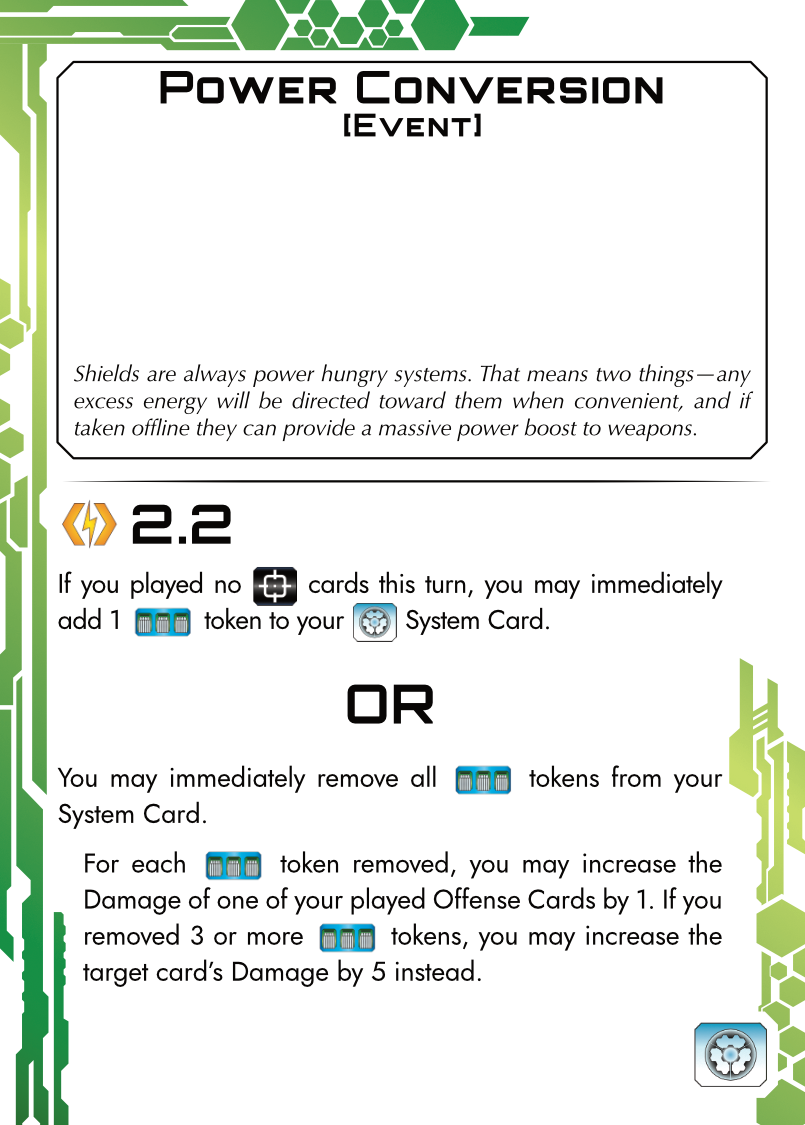 Power Conversion
[Event]
Shields are always power hungry systems. That means two things—any
excess energy will be directed toward them when convenient, and if
taken offline they can provide a massive power boost to weapons.
2.2
If you played no cards this turn, you may immediately
add 1 token to your System Card.
OR
You may immediately remove all tokens from your
System Card.
For each token removed, you may increase the
Damage of one of your played Offense Cards by 1. If you
removed 3 or more tokens, you may increase the
target card’s Damage by 5 instead.